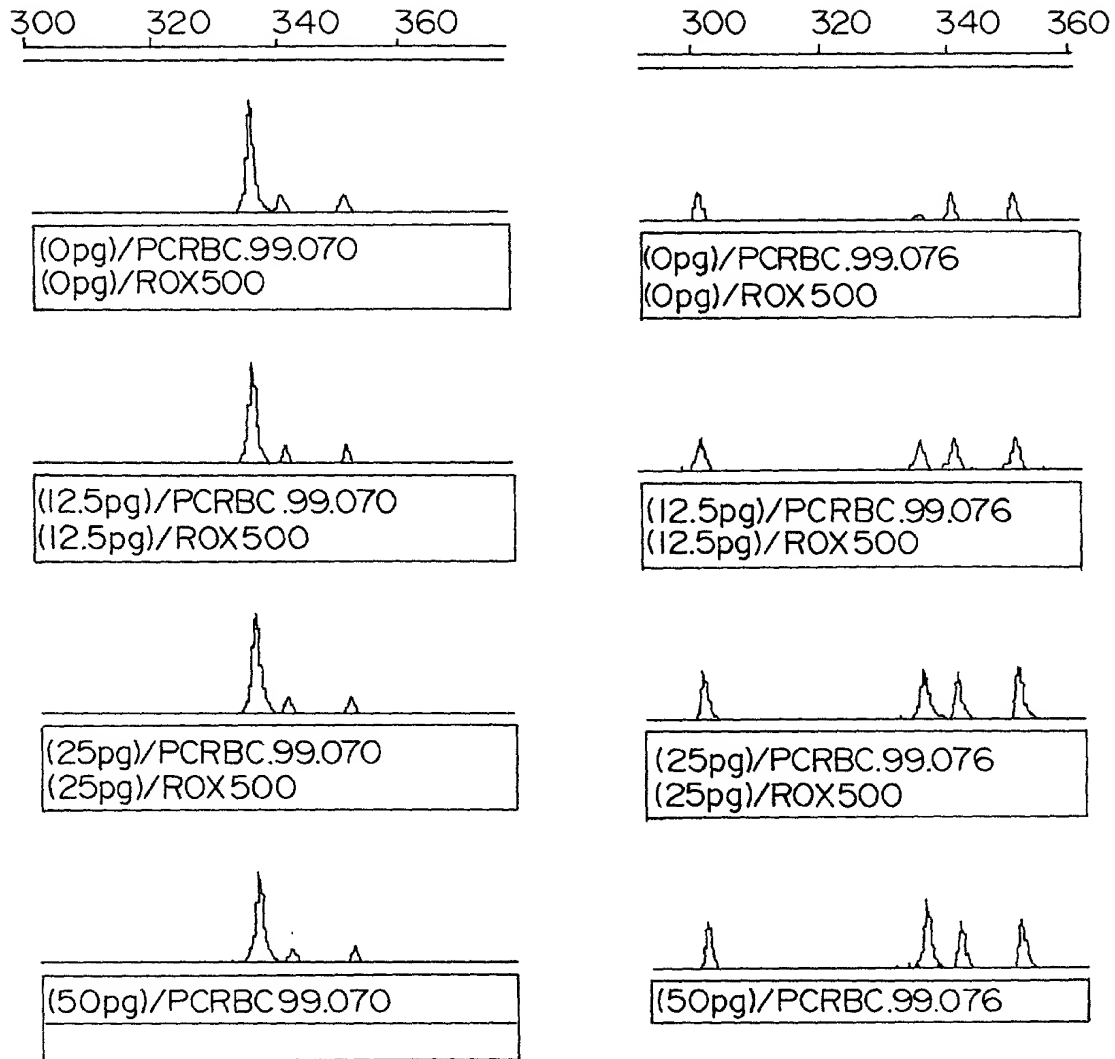 300 320 340 360
(0pg)/PCRBC.99.070
(0pg)/ROX500
(12.5pg)/PCRBC.99.070
(12.5pg)/ROX500
(25pg)/PCRBC.99.070
(25pg)/ROX500
(50pg)/PCRBC.99.070
300 320 340 360
(0pg)/PCRBC.99.076
(0pg)/ROX500
(12.5pg)/PCRBC.99.076
(12.5pg)/ROX500
(25pg)/PCRBC.99.076
(25pg)/ROX500
(50pg)/PCRBC.99.076